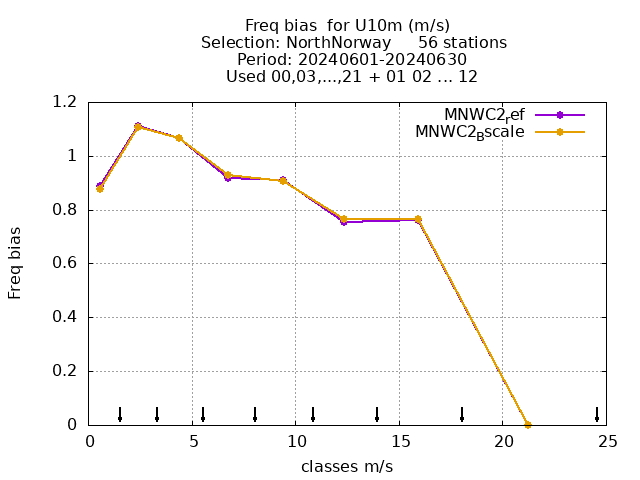 Freq bias  for U10m (m/s)
Selection: NorthNorway     56 stations
Period: 20240601-20240630
Used 00,03,...,21 + 01 02 ... 12
MNWC2ref
MNWC2Bscale
1.2
1
0.8
0.6
0.4
0.2
0
Freq bias
0 5 10 15 20 25
classes m/s